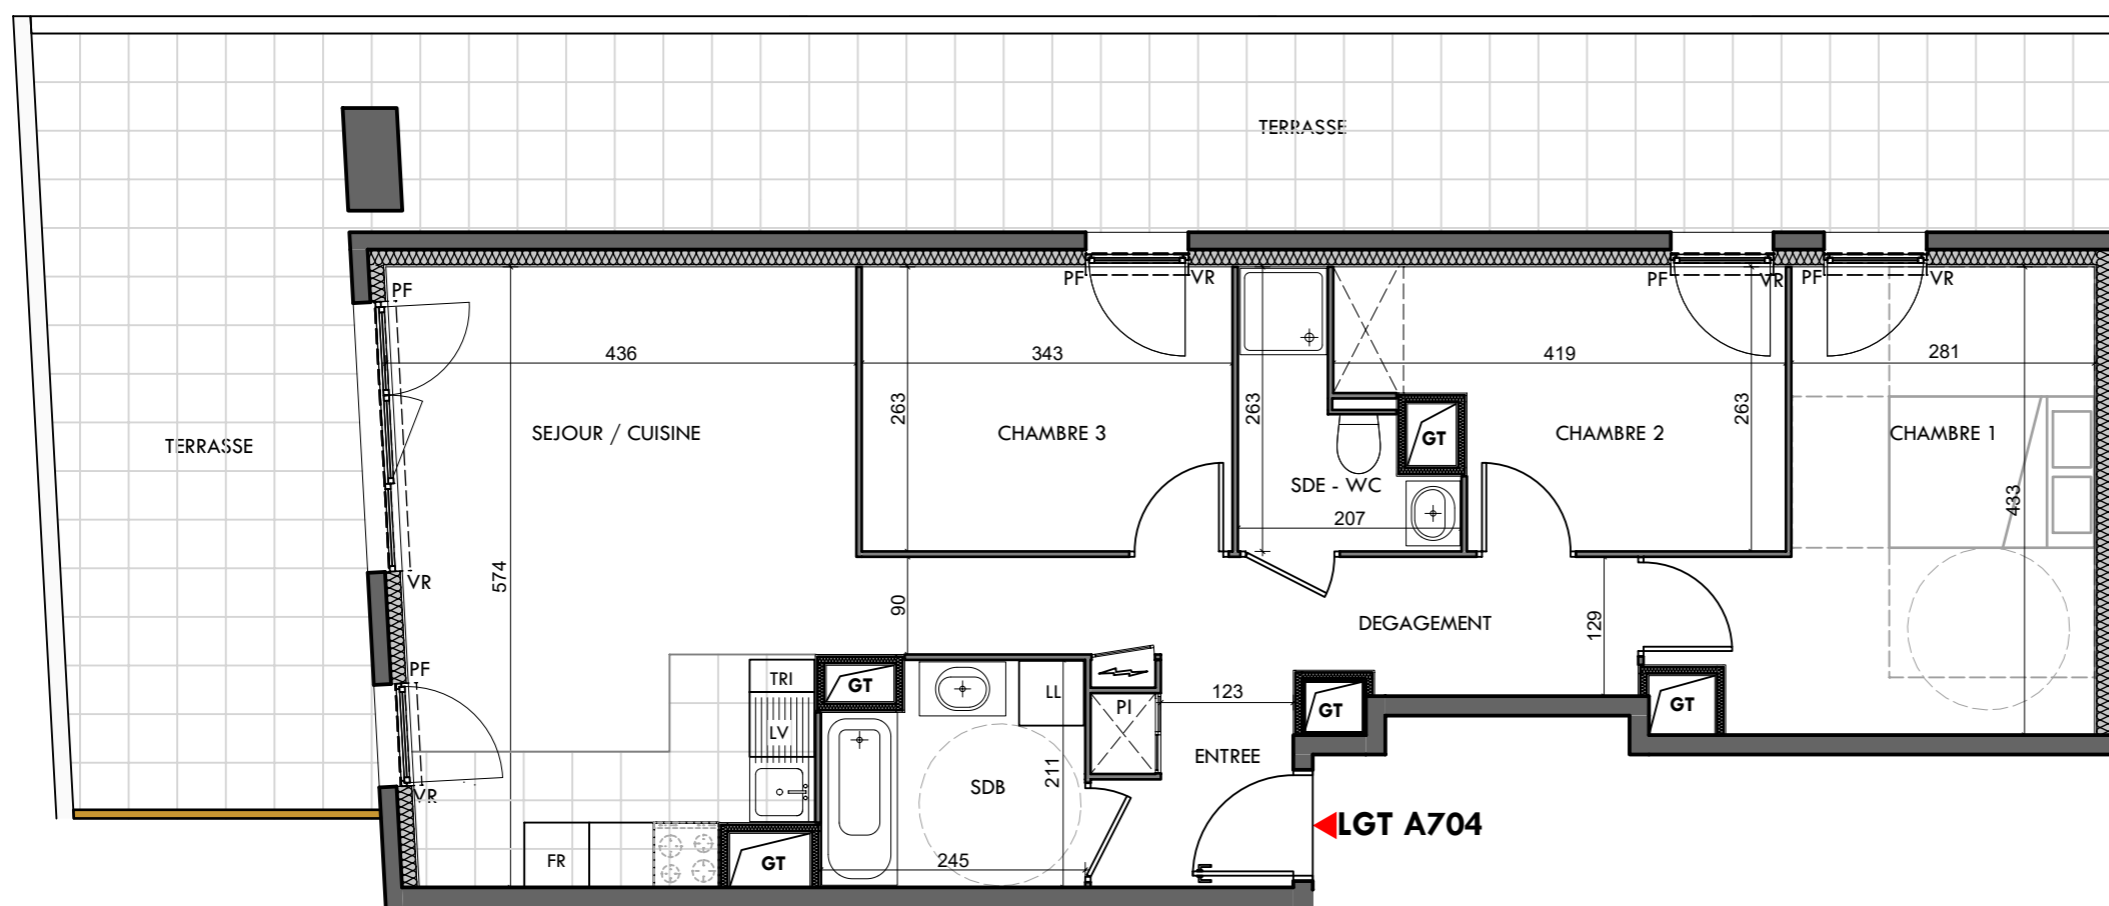 TERRASSE
PF
VR
PF
VR
PF
VR
PF
436
343
419
281
263
263
263
TERRASSE
SEJOUR / CUISINE
CHAMBRE 3
GT
CHAMBRE 2
CHAMBRE 1
SDE - WC
433
207
574
VR
90
DEGAGEMENT
129
PF
TRI
GT
LL
123
PI
GT
GT
LV
ENTREE
211
SDB
VR
LGT A704
FR
GT
245